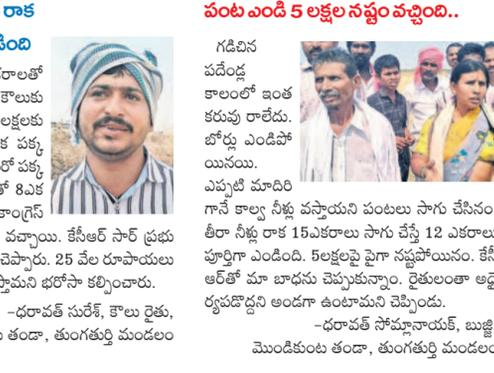 రాక
డింది
కరాలతో
కౌలుకు
లక్షలకు
క పక్క
రో పక్క
తో 8ఎక
కాంగ్రెస్
వచ్చాయి. కేసీఆర్ సార్ ప్రభు
చెప్పారు. 25 వేల రూపాయలు
స్తామని భరోసా కల్పించారు.
-ధరావత్ సురేశ్, కౌలు రైతు,
తండా, తుంగతుర్తి మండలం
పంట ఎండి 5 లక్షల నష్టం వచ్చింది..
గడిచిన
పదేండ్ల
కాలంలో ఇంత
కరువు రాలేదు.
బోర్లు ఎండిపో
యినయి.
ఎప్పటి మాదిరి
గానే కాల్వ నీళ్లు వస్తాయని పంటలు సాగు చేసినం.
తీరా నీళ్లు రాక 15ఎకరాలు సాగు చేస్తే 12 ఎకరాలు
పూర్తిగా ఎండింది. 5లక్షలపై పైగా నష్టపోయినం. కేసీ
ఆర్‌తో మా బాధను చెప్పుకున్నాం. రైతులంతా అధై
ర్యపడొద్దని అండగా ఉంటామని చెప్పిండు.
-ధరావత్ సోమ్లానాయక్, బుజ్జి
మొండికుంట తండా, తుంగతుర్తి మండలం